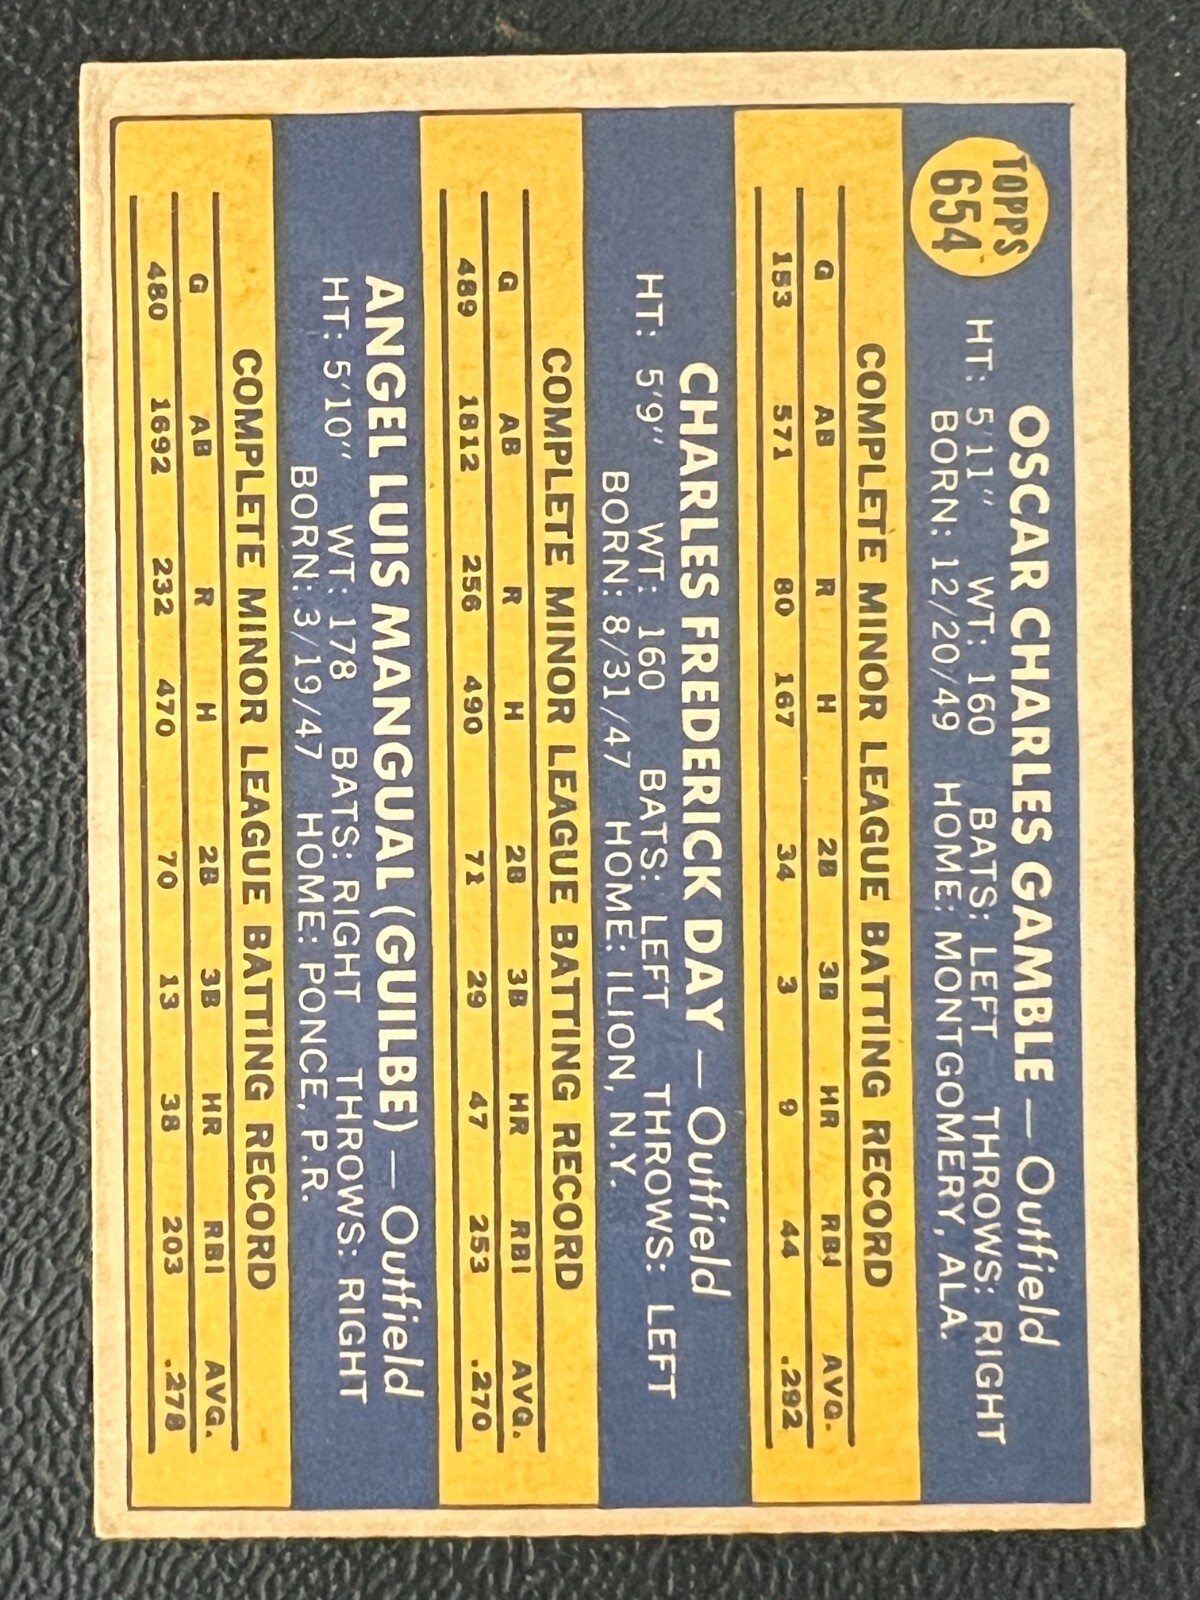 TOPPS
654
OSCAR CHARLES GAMBLE — Outfield
HT: 5'11" WT: 160 BATS: LEFT THROWS: RIGHT
BORN: 12/20/49 HOME: MONTGOMERY, ALA.
COMPLETE MINOR LEAGUE BATTING RECORD
G AB R H 2B 3B HR RBI AVG.
153 571 80 167 34 3 9 44 .292
CHARLES FREDERICK DAY — Outfield
HT: 5'9" WT: 160 BATS: LEFT THROWS: LEFT
BORN: 8/31/47 HOME: ILION, N.Y.
COMPLETE MINOR LEAGUE BATTING RECORD
G AB R H 2B 3B HR RBI AVG.
489 1812 256 490 71 29 47 253 .270
ANGEL LUIS MANGUAL (GUILBE) — Outfield
HT: 5'10" WT: 178 BATS: RIGHT THROWS: RIGHT
BORN: 3/19/47 HOME: PONCE, P.R.
COMPLETE MINOR LEAGUE BATTING RECORD
G AB R H 2B 3B HR RBI AVG.
480 1692 232 470 70 13 38 203 .278